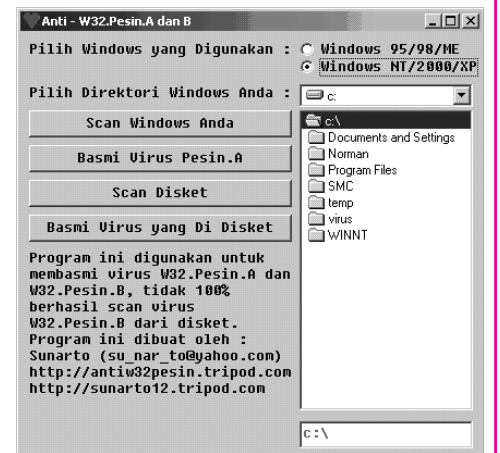 Anti - W32.Pesin.A dan B
Pilih Windows yang Digunakan :
Windows 95/98/ME
Windows NT/2000/XP
Pilih Direktori Windows Anda :
c:
Scan Windows Anda
Basmi Virus Pesin.A
Scan Disket
Basmi Virus yang Di Disket
Program ini digunakan untuk
membasmi virus W32.Pesin.A dan
W32.Pesin.B, tidak 100%
berhasil scan virus
W32.Pesin.B dari disket.
Program ini dibuat oleh :
Sunarto (su_nar_to@yahoo.com)
http://antiw32pesin.tripod.com
http://sunarto12.tripod.com
c:\
Documents and Settings
Norman
Program Files
SMC
temp
virus
WINNT
c:\